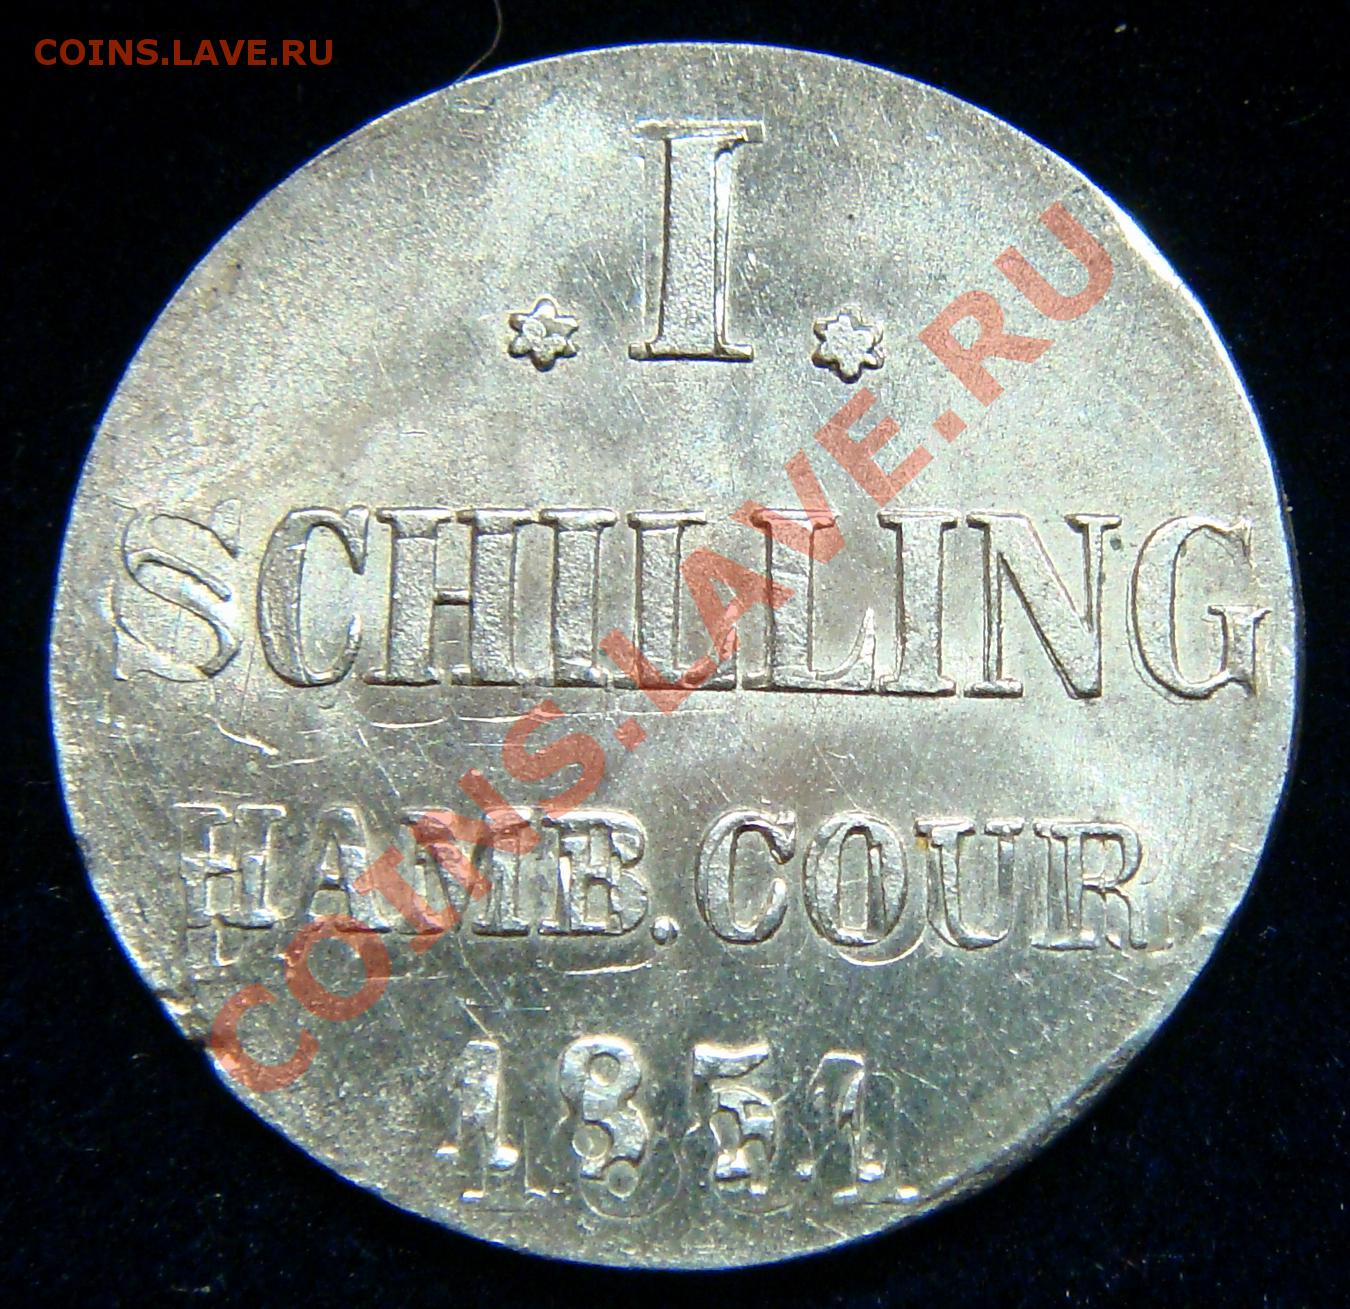 COINS.LAVE.RU
I
SCHILLING
HAMB.COUR
1851
COINS.LAVE.RU